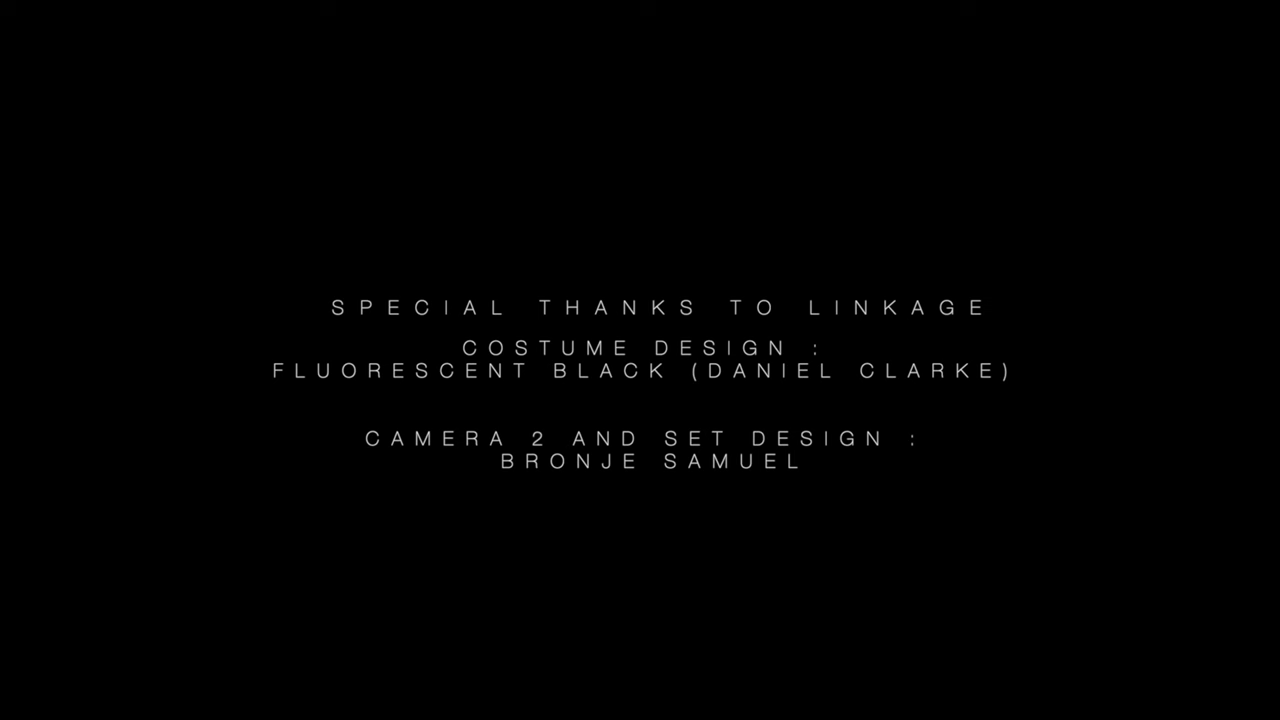 SPECIAL THANKS TO LINKAGE
COSTUME DESIGN :
FLUORESCENT BLACK (DANIEL CLARKE)
CAMERA 2 AND SET DESIGN :
BRONJE SAMUEL